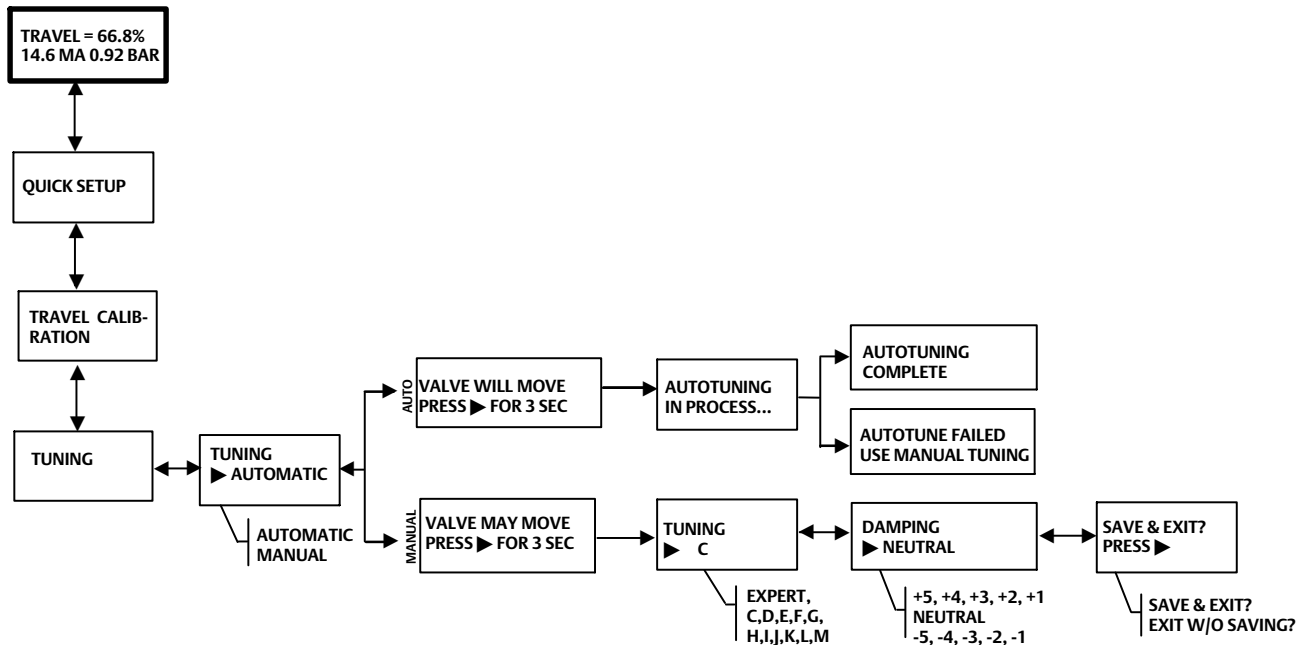 TRAVEL = 66.8%
14.6 MA 0.92 BAR
QUICK SETUP
TRAVEL CALIB-
RATION
TUNING
TUNING
▶ AUTOMATIC
AUTOMATIC
MANUAL
AUTO
VALVE WILL MOVE
PRESS ▶ FOR 3 SEC
AUTOTUNING
IN PROCESS...
AUTOTUNING
COMPLETE
AUTOTUNE FAILED
USE MANUAL TUNING
MANUAL
VALVE MAY MOVE
PRESS ▶ FOR 3 SEC
TUNING
▶ C
EXPERT,
C,D,E,F,G,
H,I,J,K,L,M
DAMPING
▶ NEUTRAL
+5, +4, +3, +2, +1
NEUTRAL
-5, -4, -3, -2, -1
SAVE & EXIT?
PRESS ▶
SAVE & EXIT?
EXIT W/O SAVING?